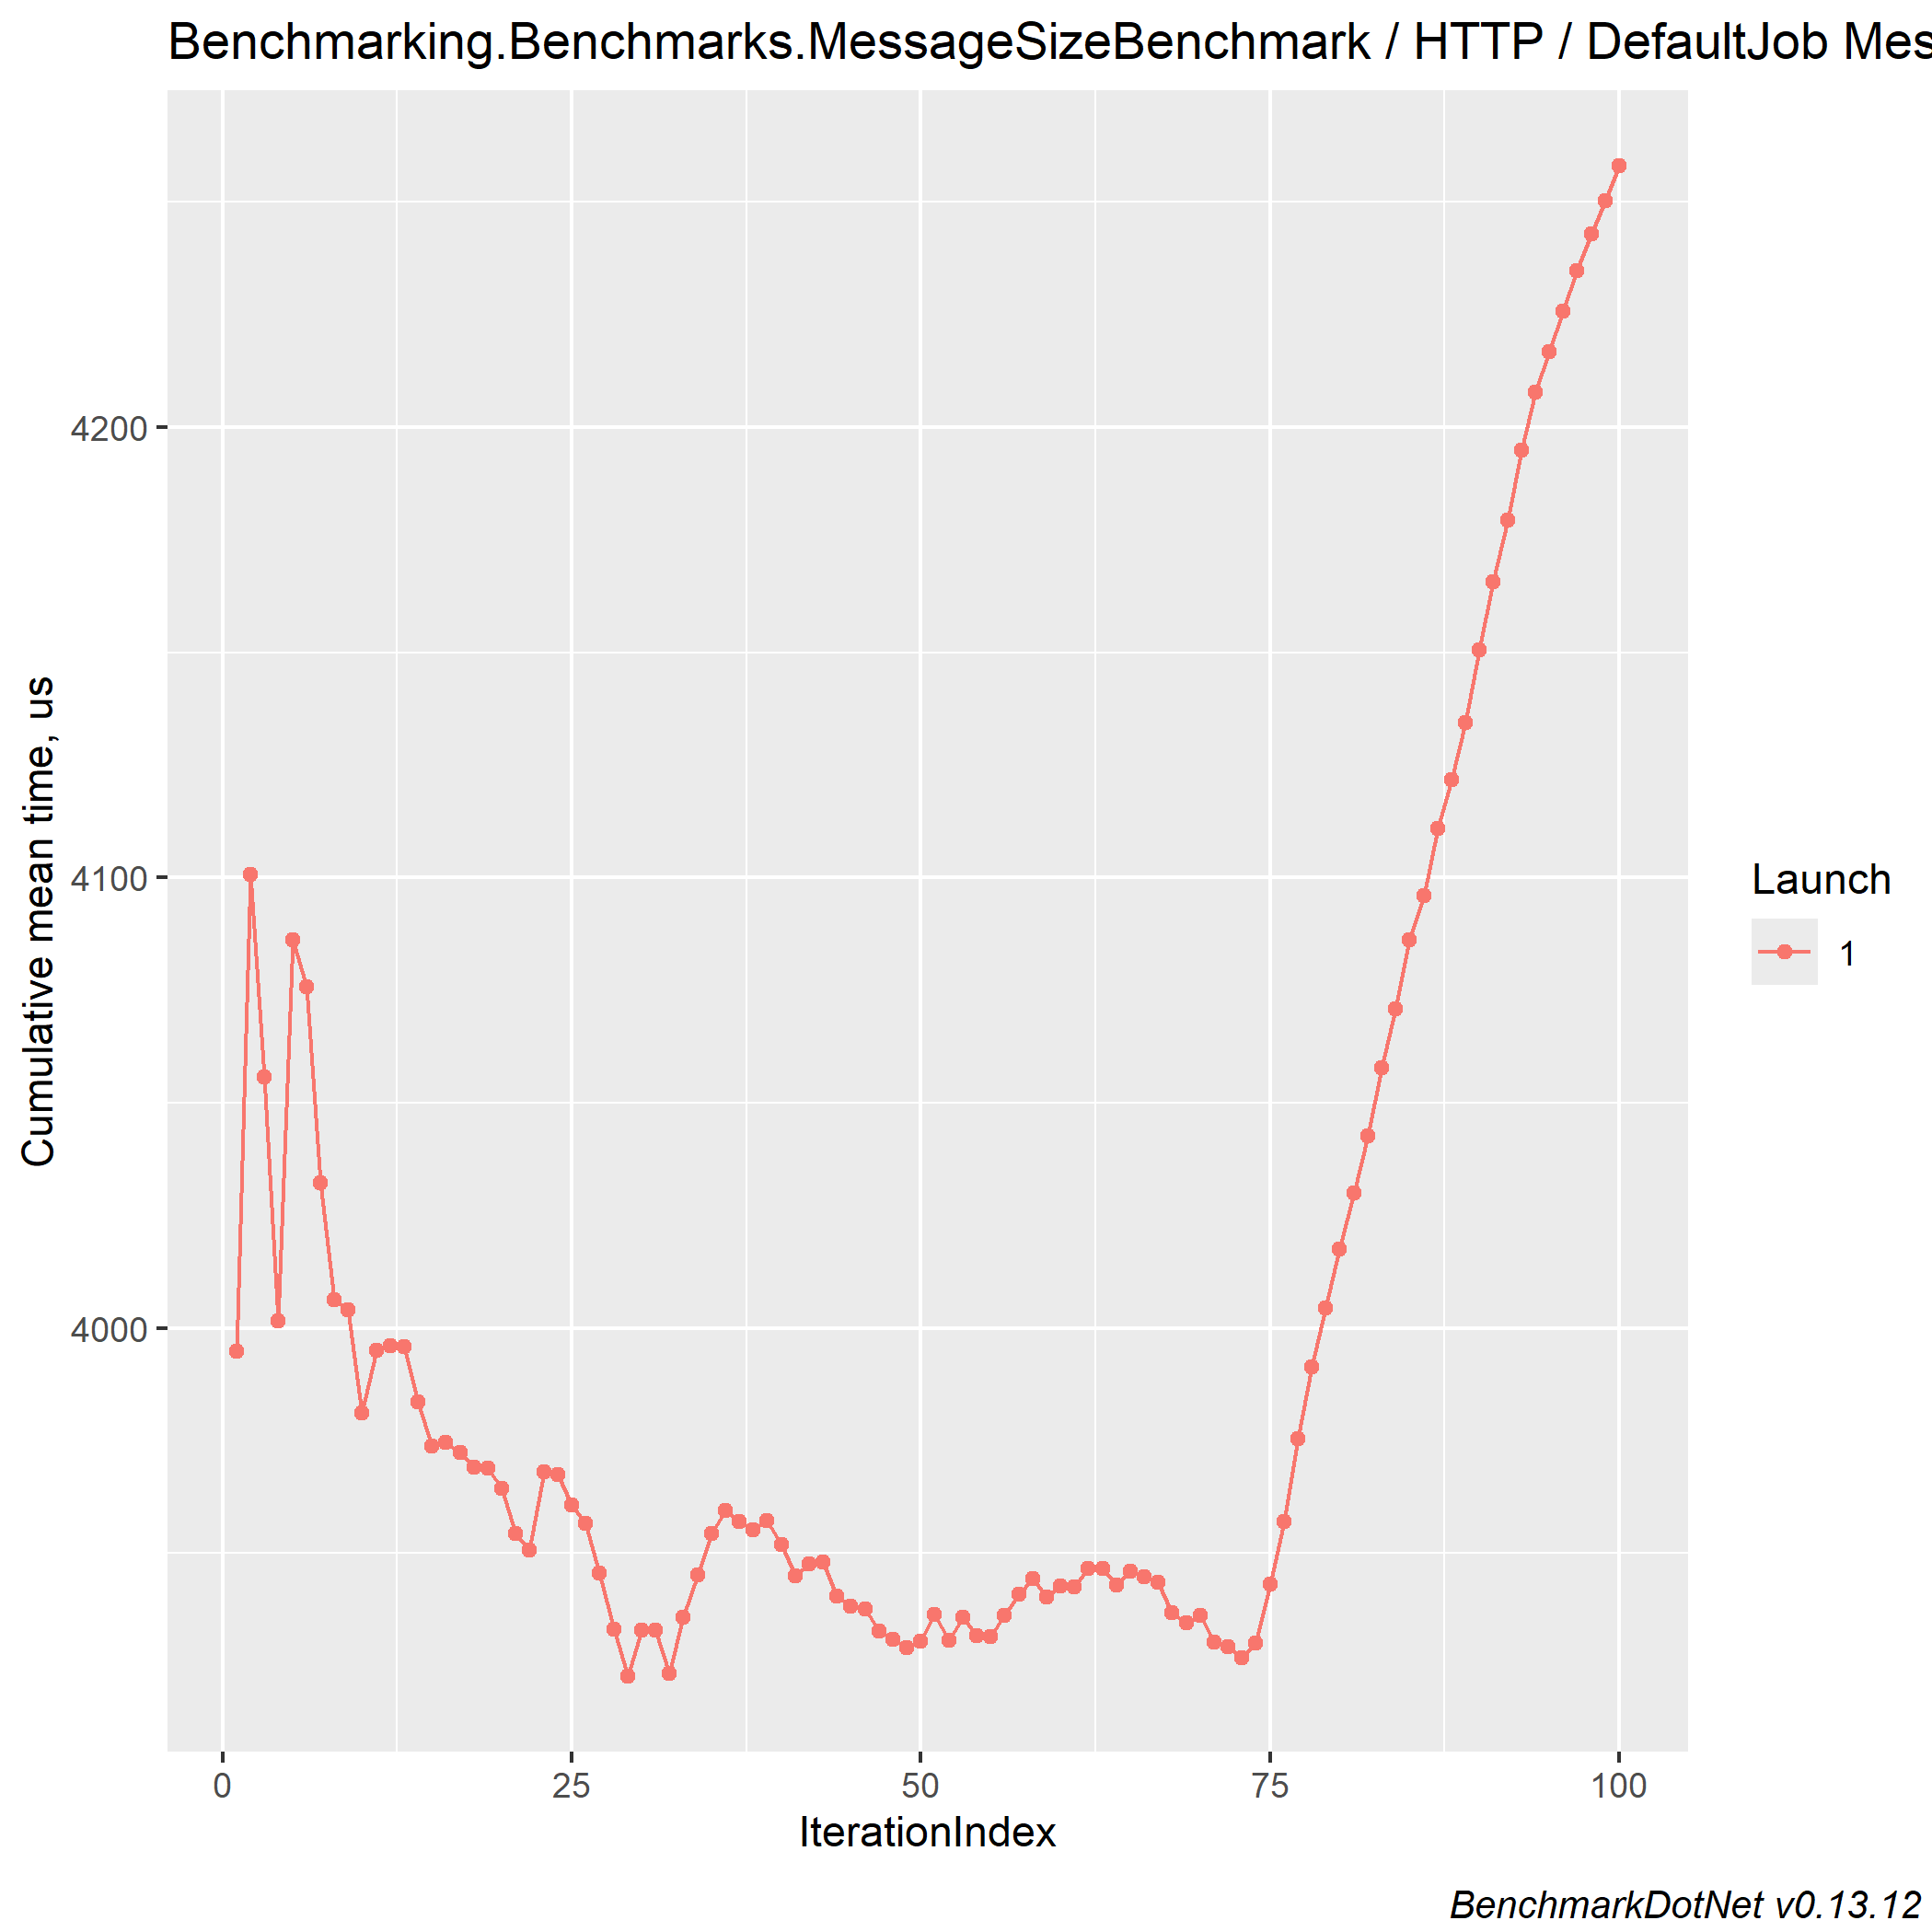 Benchmarking.Benchmarks.MessageSizeBenchmark / HTTP / DefaultJob Mes
Cumulative mean time, us
4200
4100
4000
0 25 50 75 100
IterationIndex
Launch
1
BenchmarkDotNet v0.13.12